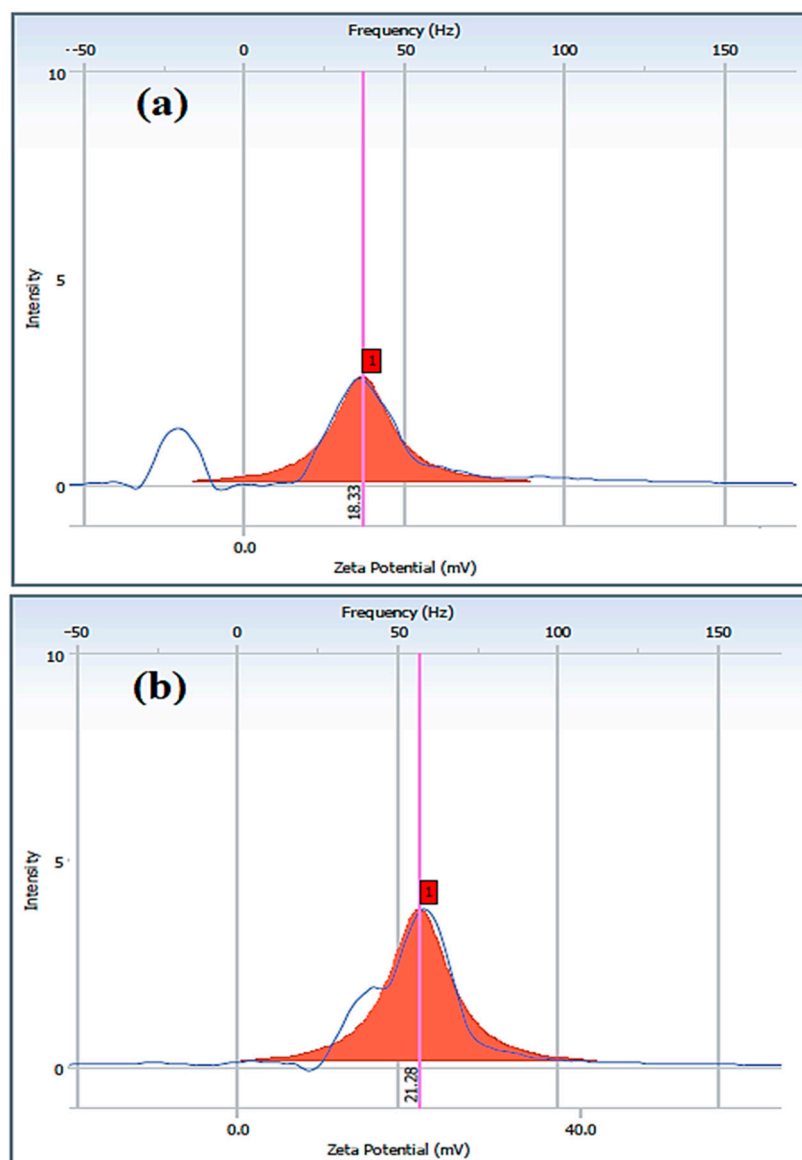 Frequency (Hz)
--50 0 50 100 150
10
(a)
Intensity
5
1
0
18.33
0.0
Zeta Potential (mV)
Frequency (Hz)
-50 0 50 100 150
10
(b)
Intensity
5
1
0
21.28
0.0 40.0
Zeta Potential (mV)